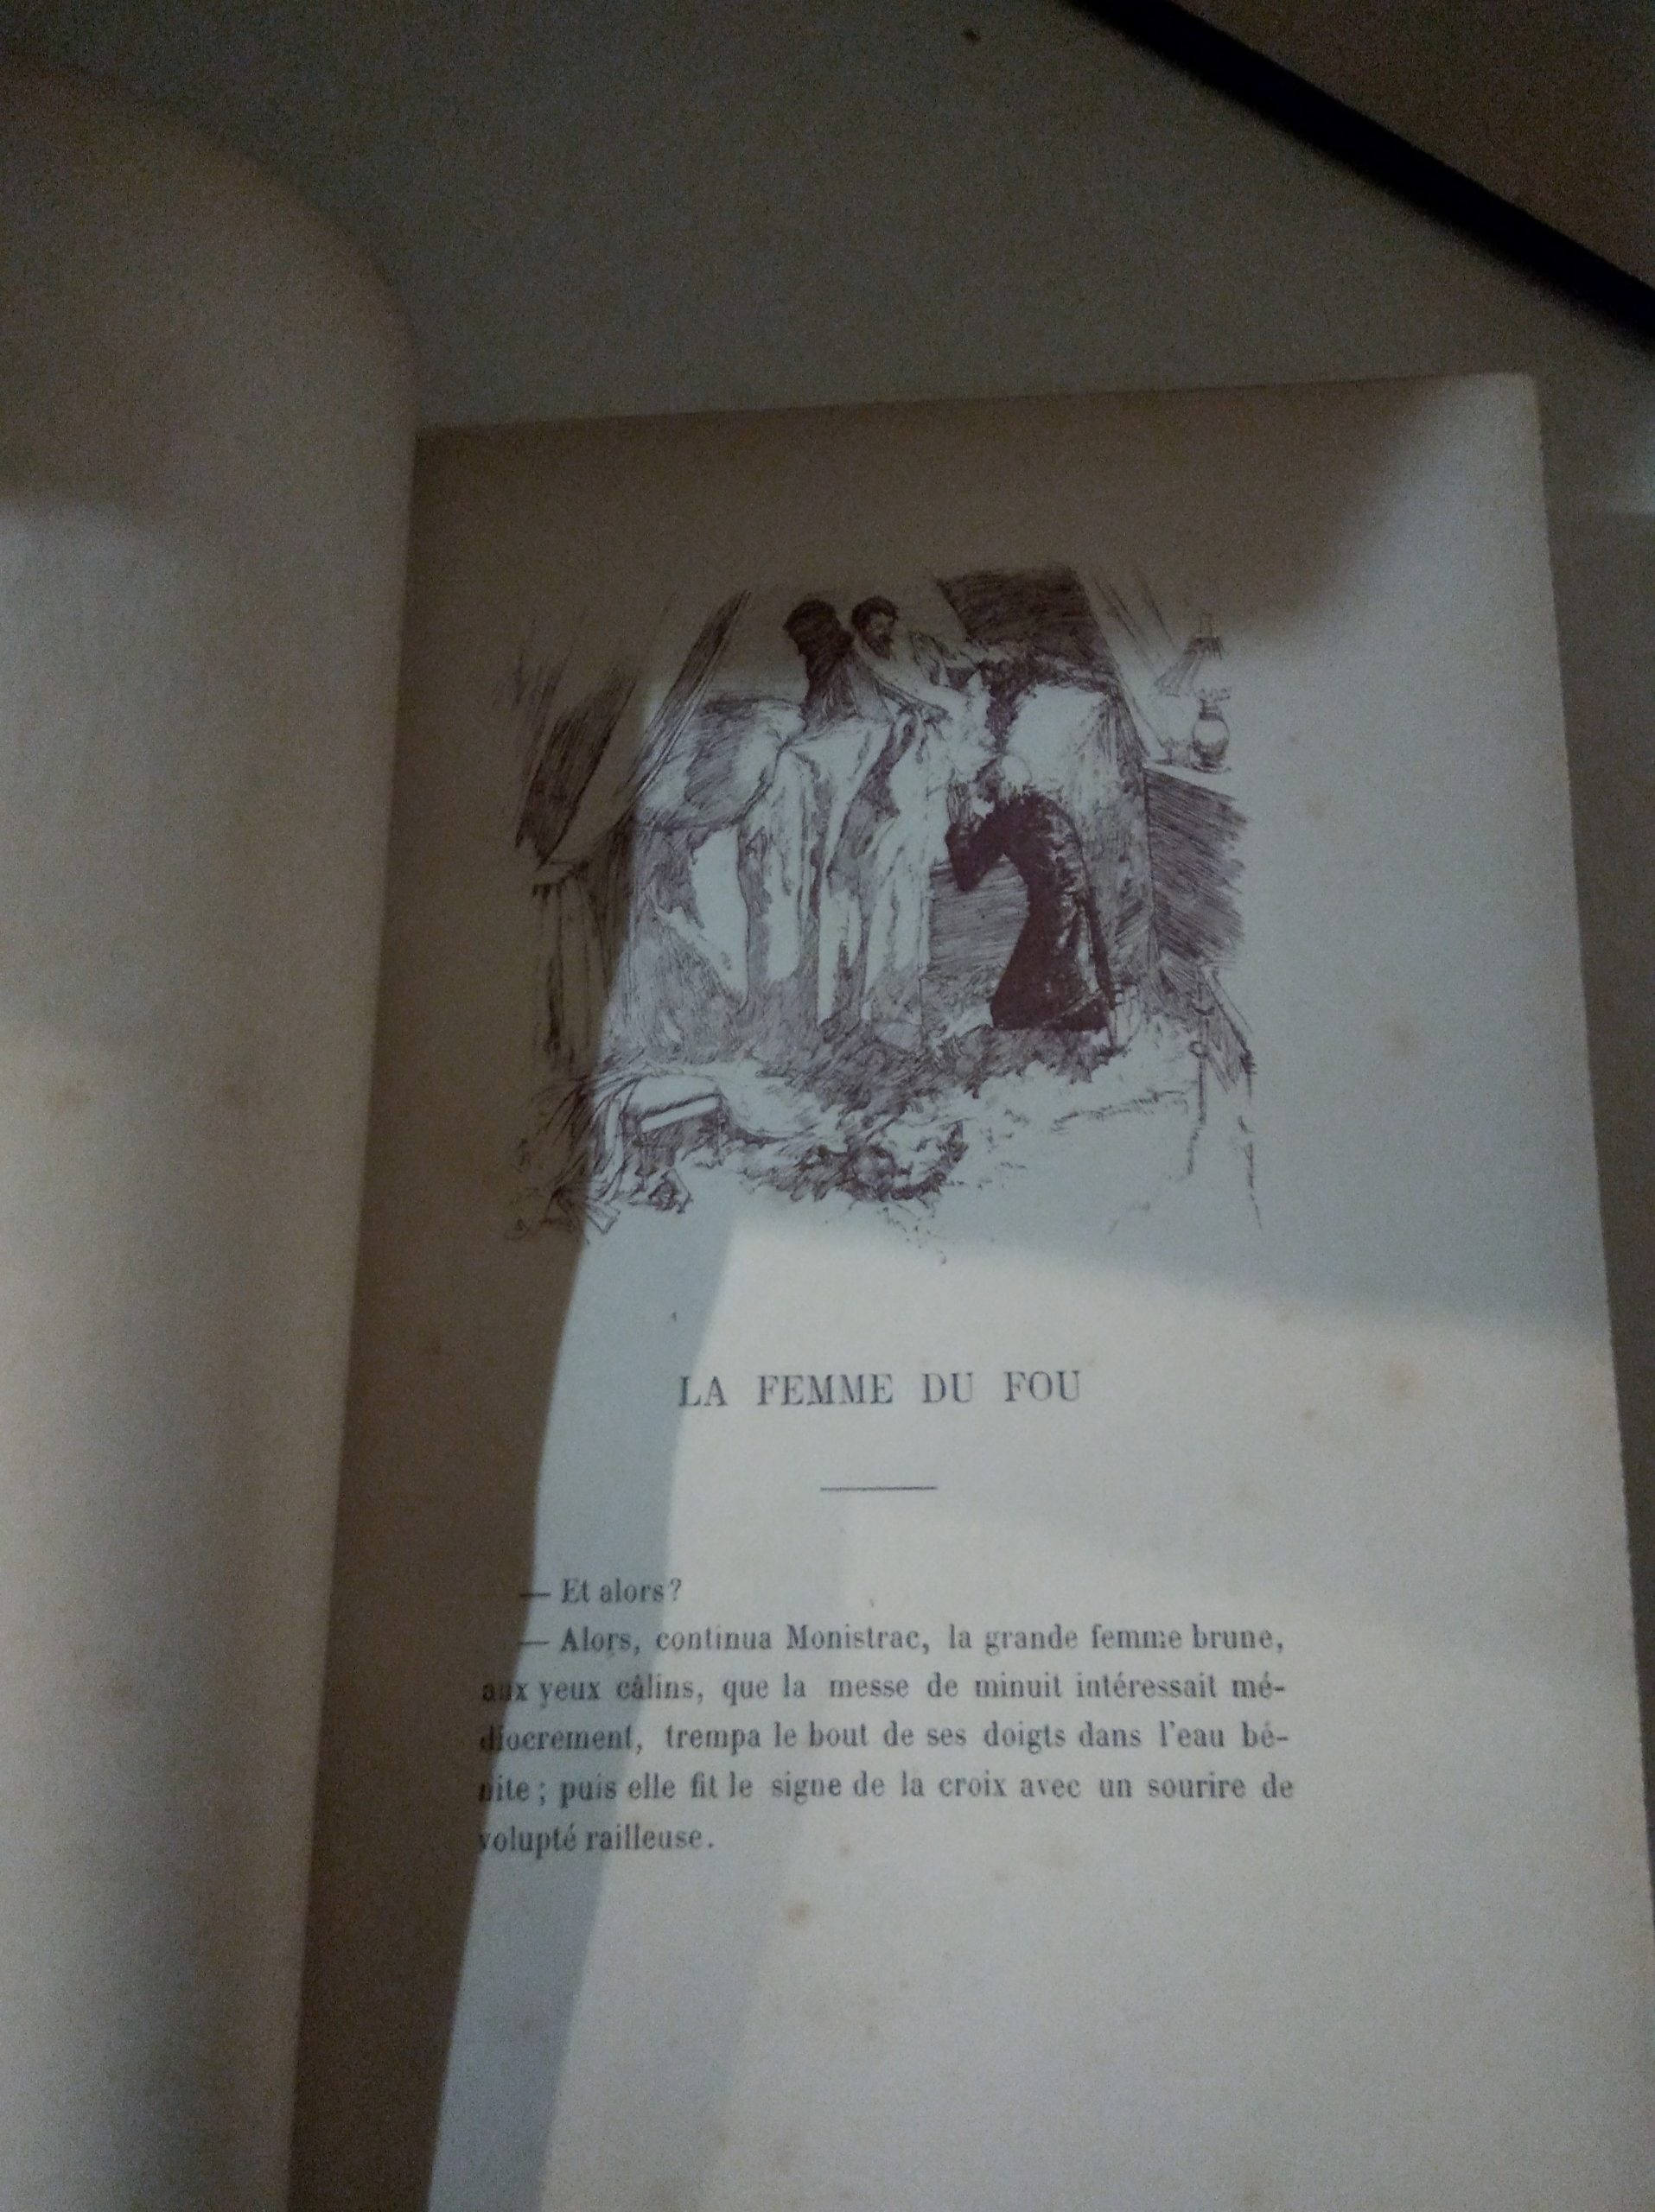 LA FEMME DU FOU
— Et alors?
— Alors, continua Monistrac, la grande femme brune,
aux yeux câlins, que la messe de minuit intéressait mé-
diocrement, trempa le bout de ses doigts dans l'eau bé-
nite; puis elle fit le signe de la croix avec un sourire de
volupté railleuse.